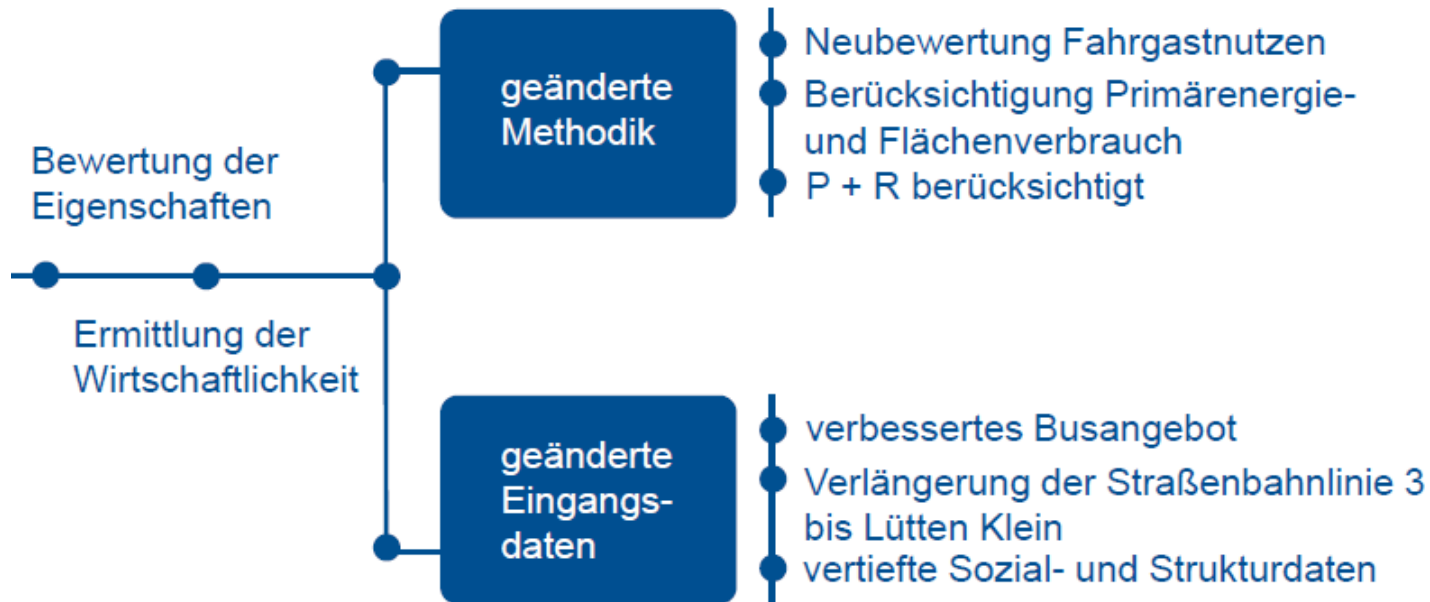 Bewertung der
Eigenschaften
Ermittlung der
Wirtschaftlichkeit
geänderte
Methodik
Neubewertung Fahrgastnutzen
Berücksichtigung Primärenergie-
und Flächenverbrauch
P + R berücksichtigt
geänderte
Eingangs-
daten
verbessertes Busangebot
Verlängerung der Straßenbahnlinie 3
bis Lütten Klein
vertiefte Sozial- und Strukturdaten